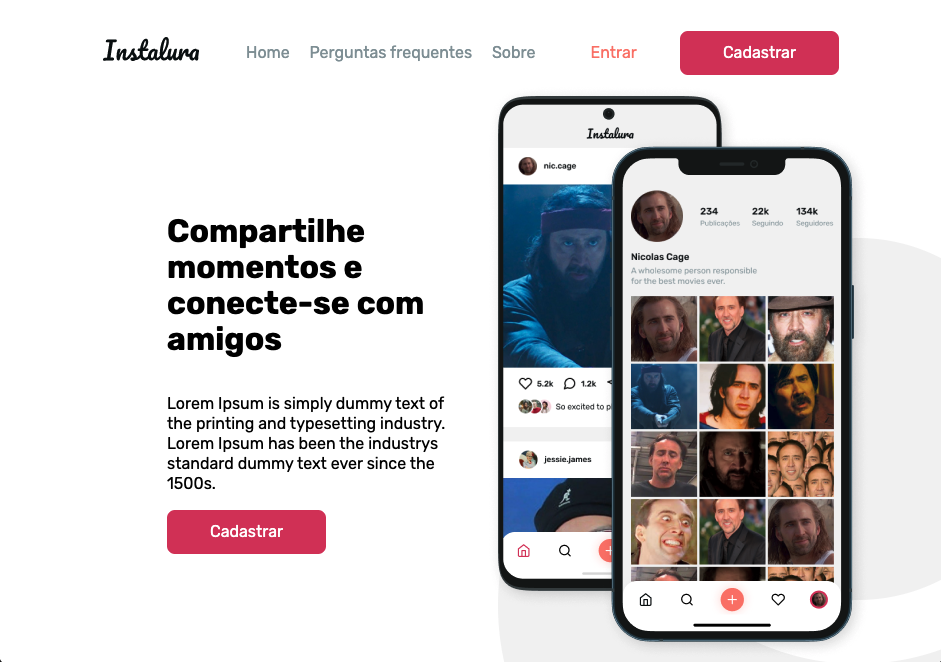 Instalura
Home Perguntas frequentes Sobre Entrar Cadastrar
Compartilhe
momentos e
conecte-se com
amigos
Lorem Ipsum is simply dummy text of
the printing and typesetting industry.
Lorem Ipsum has been the industrys
standard dummy text ever since the
1500s.
Cadastrar
Instalura
nic.cage
5.2k 1.2k
So excited to p
jessie.james
234 22k 134k
Publicações Seguindo Seguidores
Nicolas Cage
A wholesome person responsible
for the best movies ever.